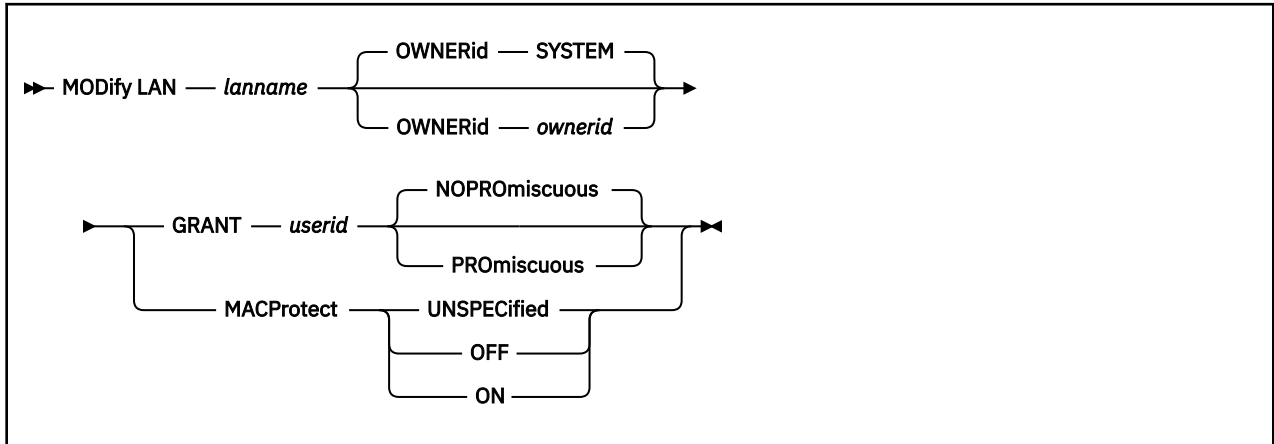 OWNERid SYSTEM
MODify LAN lanname
OWNERid ownerid
NOPROmiscuous
GRANT userid
PROmiscuous
MACProtect UNSPECified
OFF
ON